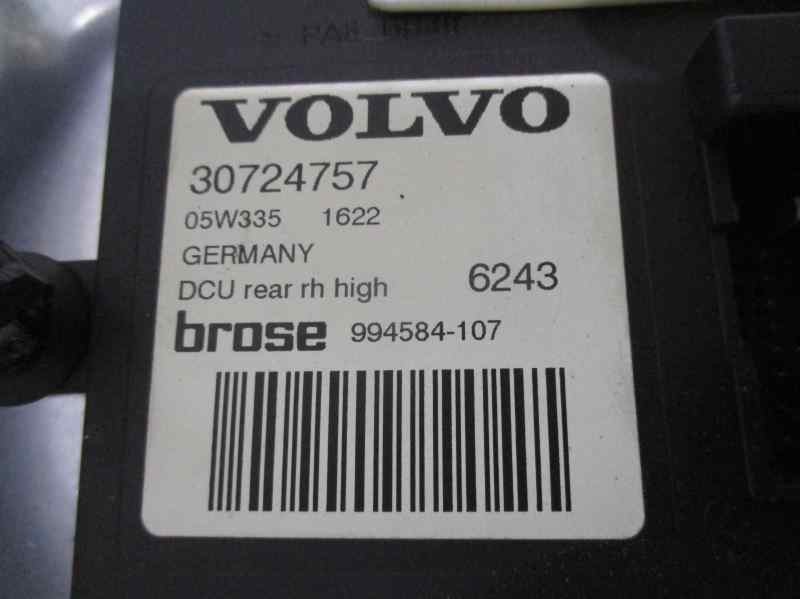 VOLVO
30724757
05W335 1622
GERMANY
DCU rear rh high 6243
brose 994584-107